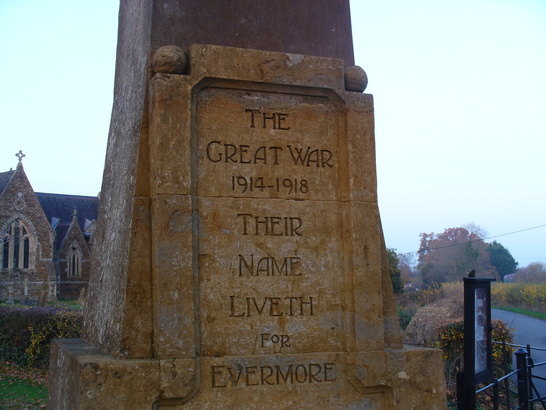 THE
GREAT WAR
1914-1918
THEIR
NAME
LIVETH
FOR
EVERMORE